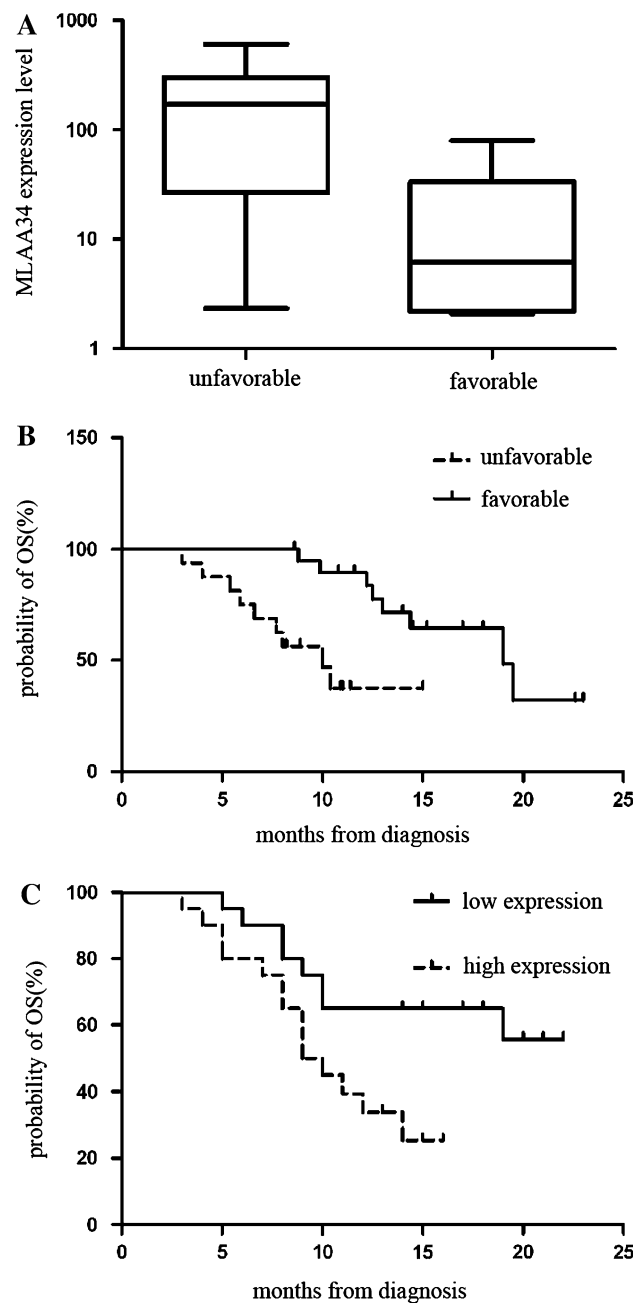 A
MLAA34 expression level
1000
100
10
1
unfavorable favorable
B
probability of OS(%)
150
100
50
0
unfavorable
favorable
0 5 10 15 20 25
months from diagnosis
C
probability of OS(%)
100
80
60
40
20
0
low expression
high expression
0 5 10 15 20 25
months from diagnosis